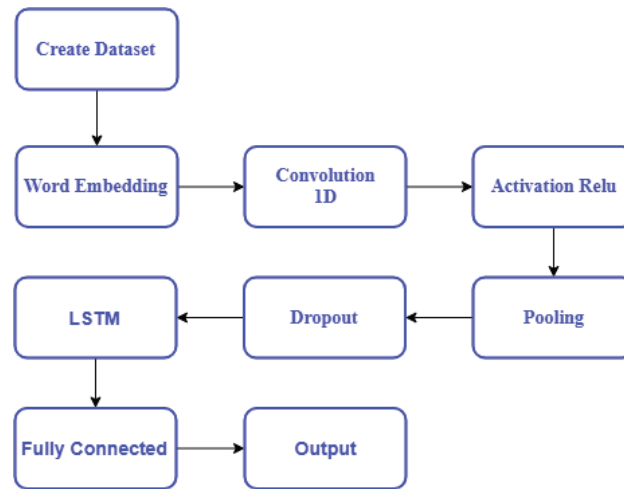 Create Dataset
Word Embedding
Convolution
1D
Activation Relu
Pooling
Dropout
LSTM
Fully Connected
Output